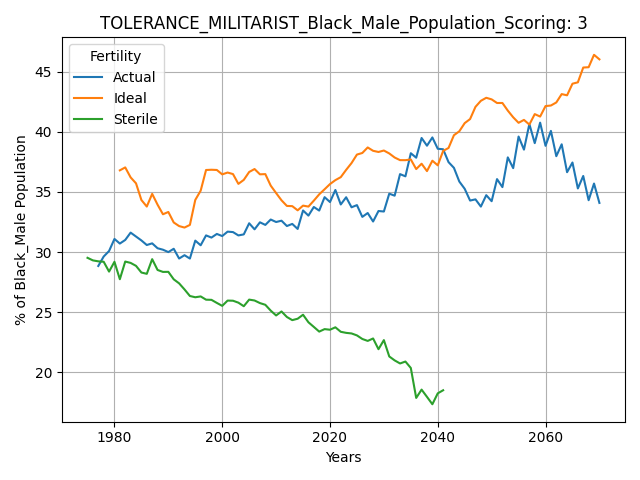 TOLERANCE_MILITARIST_Black_Male_Population_Scoring: 3
Fertility
Actual
Ideal
Sterile
% of Black_Male Population
45
40
35
30
25
20
1980
2000
2020
2040
2060
Years